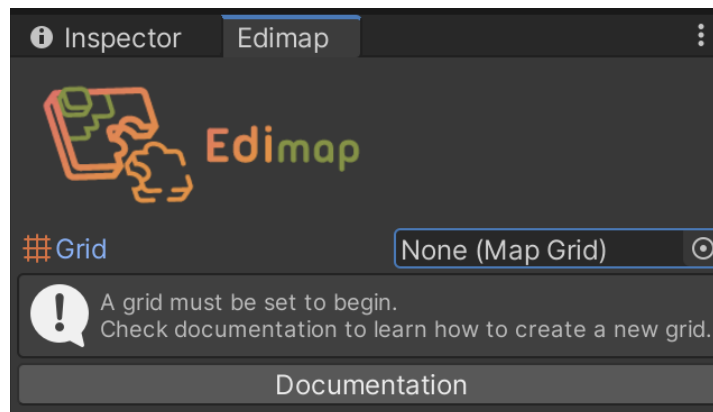 Inspector
Edimap
Edimap
Grid
None (Map Grid)
A grid must be set to begin.
Check documentation to learn how to create a new grid.
Documentation